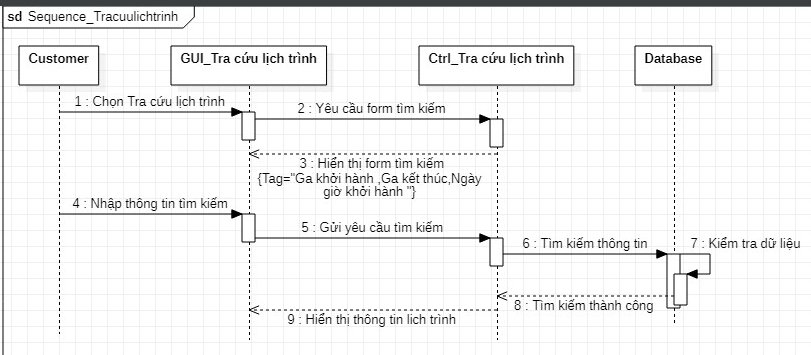 sd Sequence_Tracuulichtrinh
Customer
GUI_Tra cứu lịch trình
Ctrl_Tra cứu lịch trình
Database
1 : Chọn Tra cứu lịch trình
2 : Yêu cầu form tìm kiếm
3 : Hiển thị form tìm kiếm
{Tag="Ga khởi hành ,Ga kết thúc,Ngày
giờ khởi hành "}
4 : Nhập thông tin tìm kiếm
5 : Gửi yêu cầu tìm kiếm
6 : Tìm kiếm thông tin
7 : Kiểm tra dữ liệu
8 : Tìm kiếm thành công
9 : Hiển thị thông tin lich trình